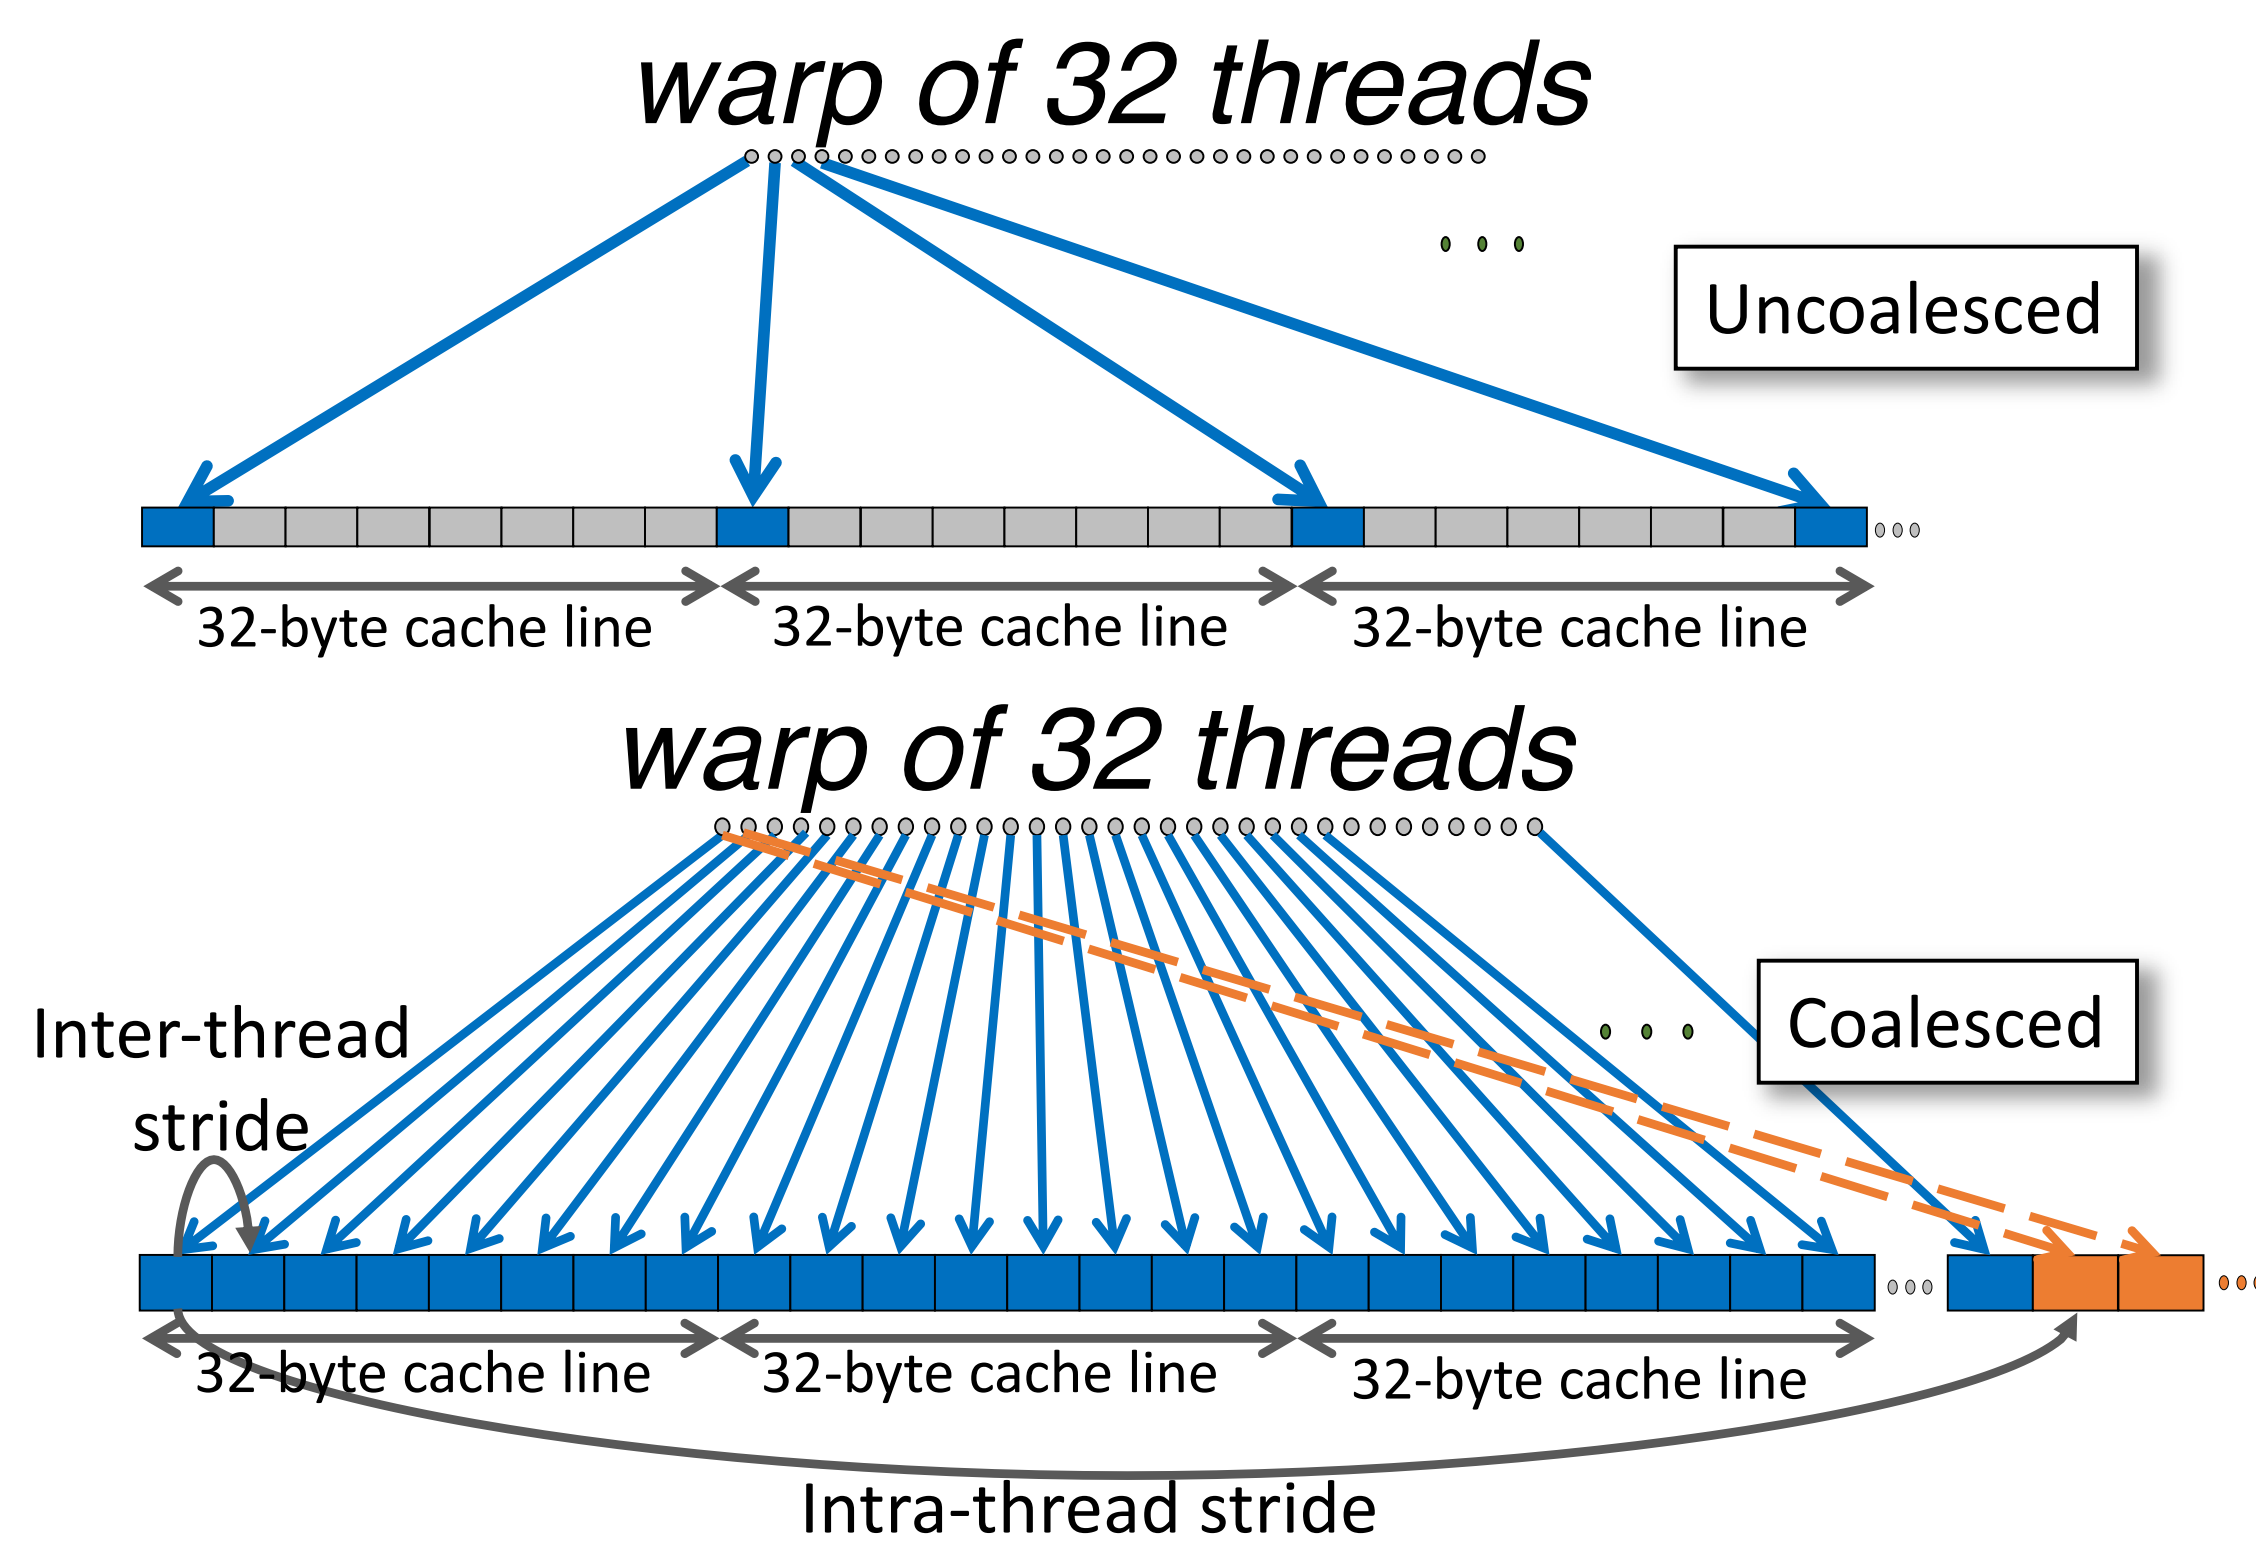 warp of 32 threads
Uncoalesced
32-byte cache line
32-byte cache line
32-byte cache line
warp of 32 threads
Inter-thread
stride
Coalesced
32-byte cache line
32-byte cache line
32-byte cache line
Intra-thread stride